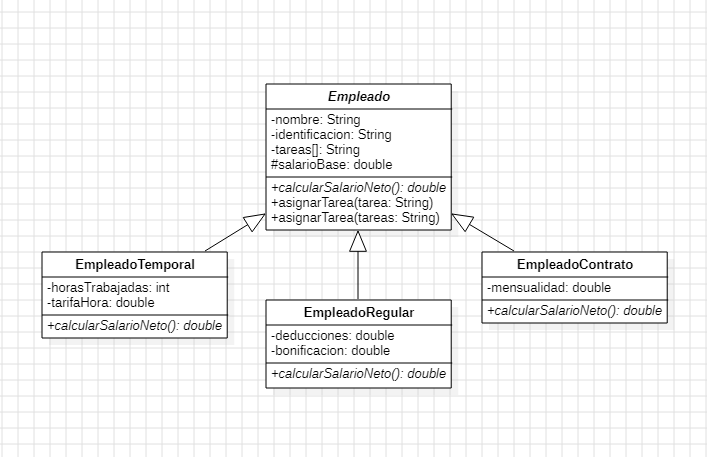 Empleado
-nombre: String
-identificacion: String
-tareas[]: String
#salarioBase: double
+calcularSalarioNeto(): double
+asignarTarea(tarea: String)
+asignarTarea(tareas: String)
EmpleadoTemporal
-horasTrabajadas: int
-tarifaHora: double
+calcularSalarioNeto(): double
EmpleadoRegular
-deducciones: double
-bonificacion: double
+calcularSalarioNeto(): double
EmpleadoContrato
-mensualidad: double
+calcularSalarioNeto(): double